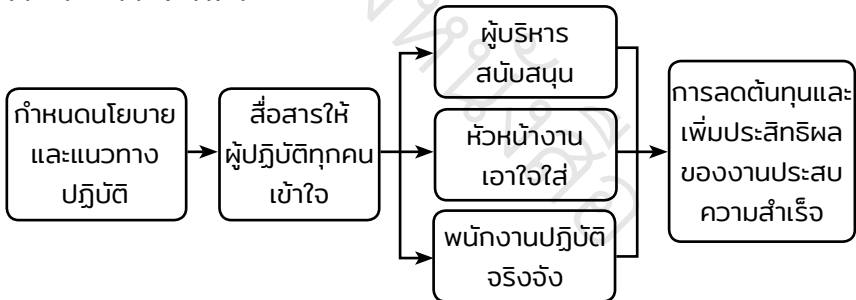 กำหนดนโยบาย
และแนวทาง
ปฏิบัติ
สื่อสารให้
ผู้ปฏิบัติทุกคน
เข้าใจ
ผู้บริหาร
สนับสนุน
หัวหน้างาน
เอาใจใส่
พนักงานปฏิบัติ
จริงจัง
การลดต้นทุนและ
เพิ่มประสิทธิผล
ของงานประสบ
ความสำเร็จ